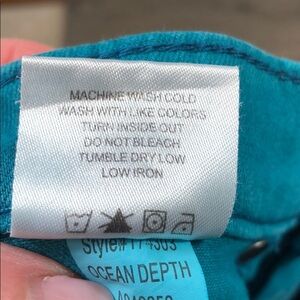 MACHINE WASH COLD
WASH WITH LIKE COLORS
TURN INSIDE OUT
DO NOT BLEACH
TUMBLE DRY LOW
LOW IRON
Style#
OCEAN DEPTH